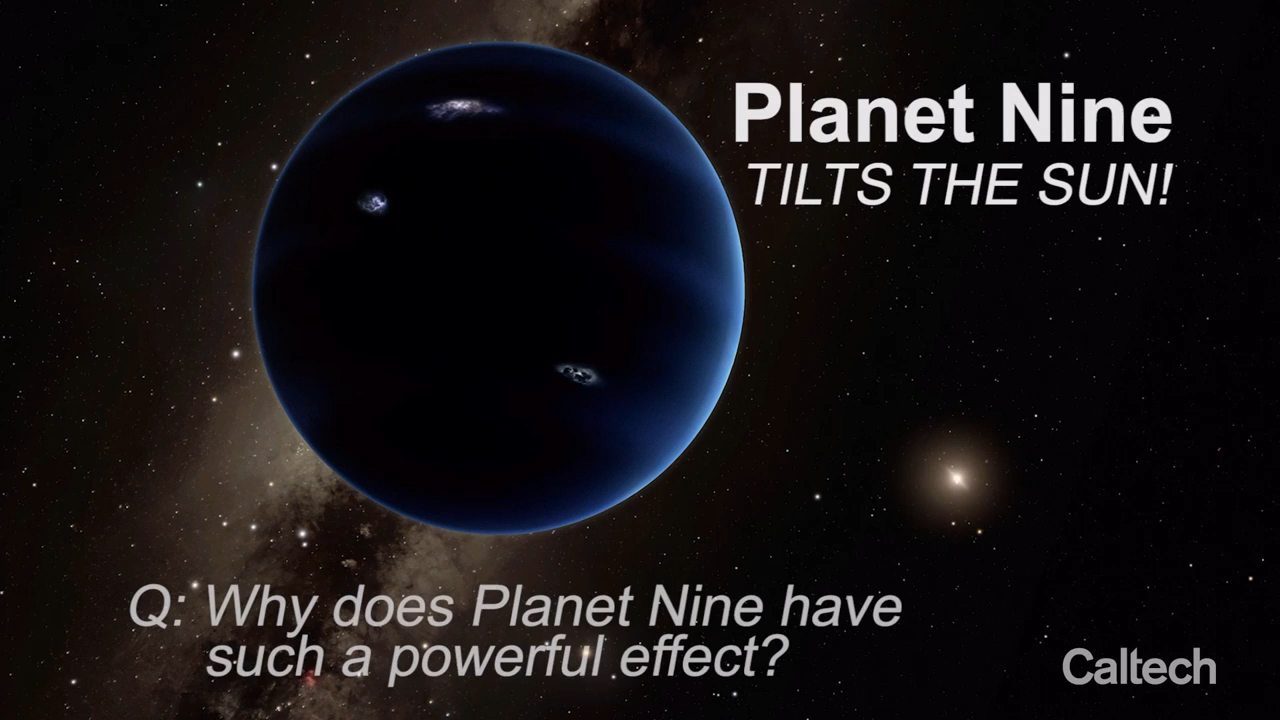 Planet Nine
TILTS THE SUN!
Q: Why does Planet Nine have
such a powerful effect?
Caltech